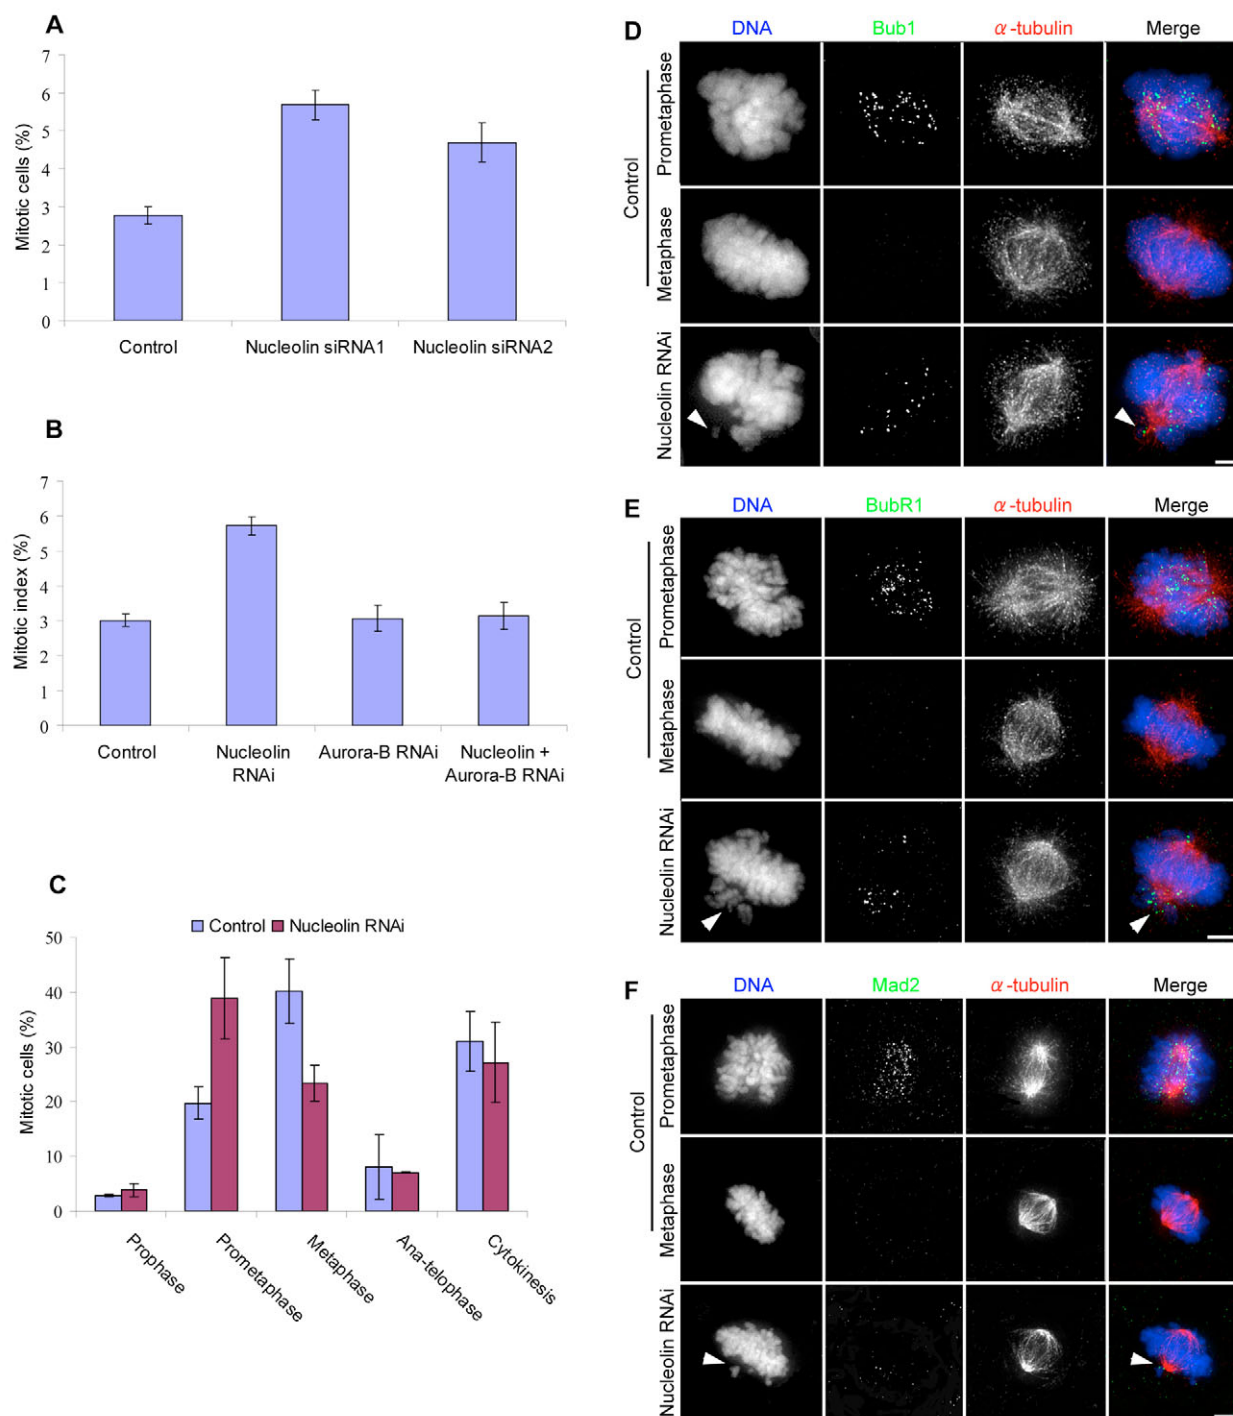 A
Mitotic cells (%)
7
6
5
4
3
2
1
0
Control
Nucleolin siRNA1
Nucleolin siRNA2
B
Mitotic index (%)
7
6
5
4
3
2
1
0
Control
Nucleolin
RNAi
Aurora-B RNAi
Nucleolin +
Aurora-B RNAi
C
Control
Nucleolin RNAi
Mitotic cells (%)
50
40
30
20
10
0
Prophase
Prometaphase
Metaphase
Ana-telophase
Cytokinesis
D
DNA
Bub1
α-tubulin
Merge
Control
Prometaphase
Metaphase
Nucleolin RNAi
E
DNA
BubR1
α-tubulin
Merge
Control
Prometaphase
Metaphase
Nucleolin RNAi
F
DNA
Mad2
α-tubulin
Merge
Control
Prometaphase
Metaphase
Nucleolin RNAi